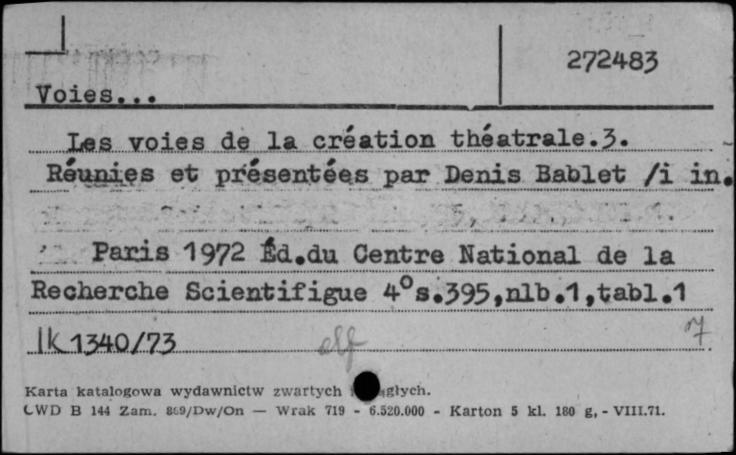 272483
Voies...
Les voies de la création théatrale.3.
Réunies et présentées par Denis Bablet /i in.
Paris 1972 Éd.du Centre National de la
Recherche Scientifigue 4°s.395,nlb.1,tabl.1
lk 1340/73
7
Karta katalogowa wydawnictw zwartych
CWD B 144 Zam. 869/Dw/On — Wrak 719 - 6.520.000 - Karton 5 kl. 180 g, - VIII.71.